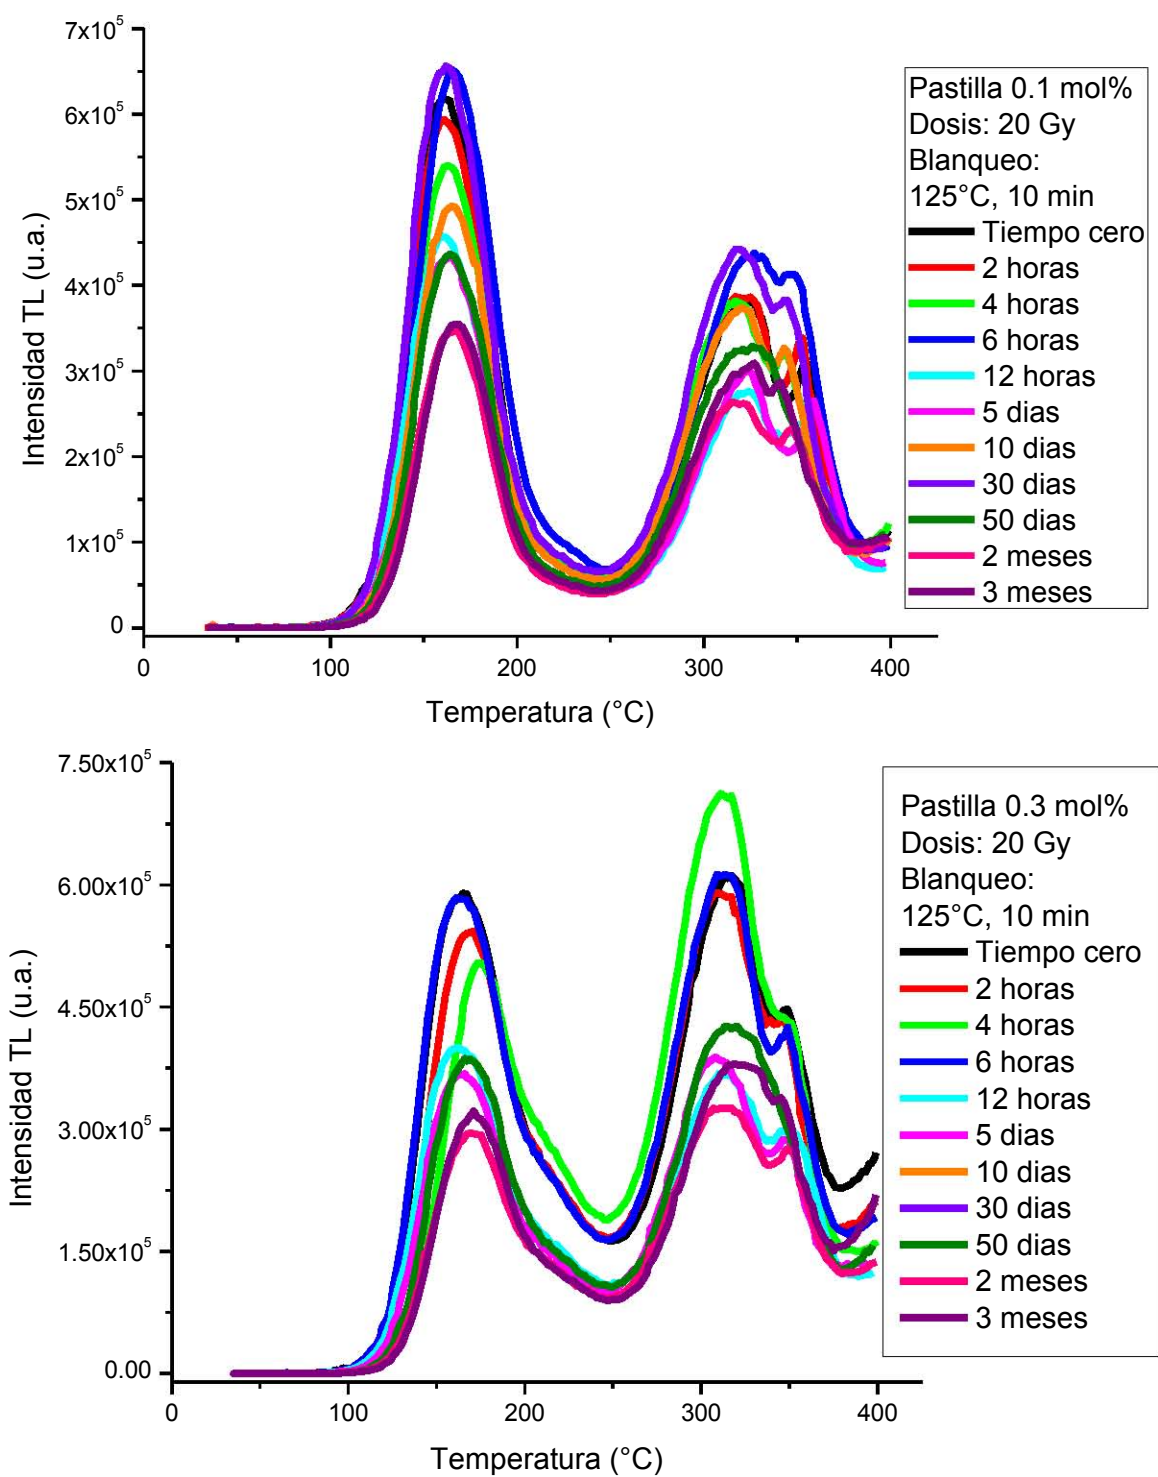 7x10⁵
6x10⁵
5x10⁵
4x10⁵
3x10⁵
2x10⁵
1x10⁵
0
Intensidad TL (u.a.)
0
100
200
300
400
Temperatura (°C)
Pastilla 0.1 mol%
Dosis: 20 Gy
Blanqueo:
125°C, 10 min
Tiempo cero
2 horas
4 horas
6 horas
12 horas
5 dias
10 dias
30 dias
50 dias
2 meses
3 meses
7.50x10⁵
6.00x10⁵
4.50x10⁵
3.00x10⁵
1.50x10⁵
0.00
Intensidad TL (u.a.)
0
100
200
300
400
Temperatura (°C)
Pastilla 0.3 mol%
Dosis: 20 Gy
Blanqueo:
125°C, 10 min
Tiempo cero
2 horas
4 horas
6 horas
12 horas
5 dias
10 dias
30 dias
50 dias
2 meses
3 meses